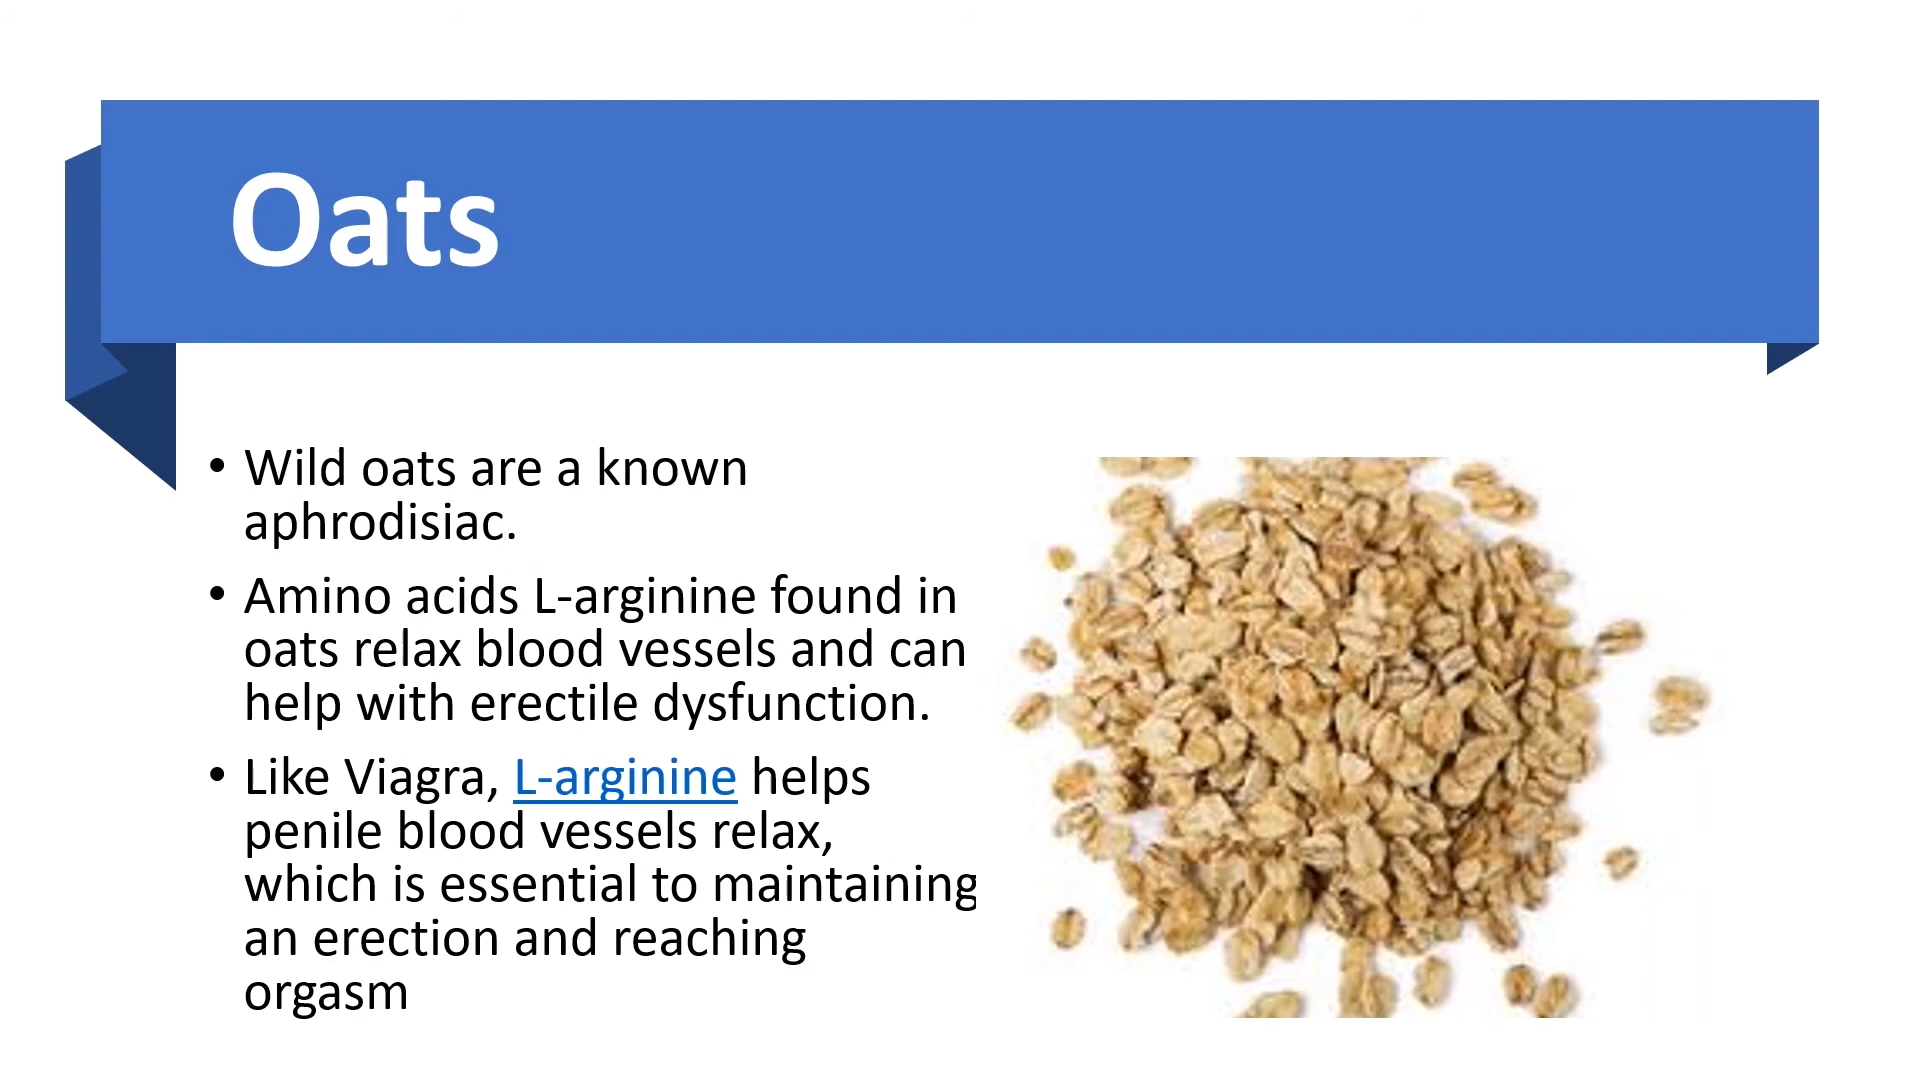 Oats
• Wild oats are a known
aphrodisiac.
• Amino acids L-arginine found in
oats relax blood vessels and can
help with erectile dysfunction.
• Like Viagra, L-arginine helps
penile blood vessels relax,
which is essential to maintaining
an erection and reaching
orgasm